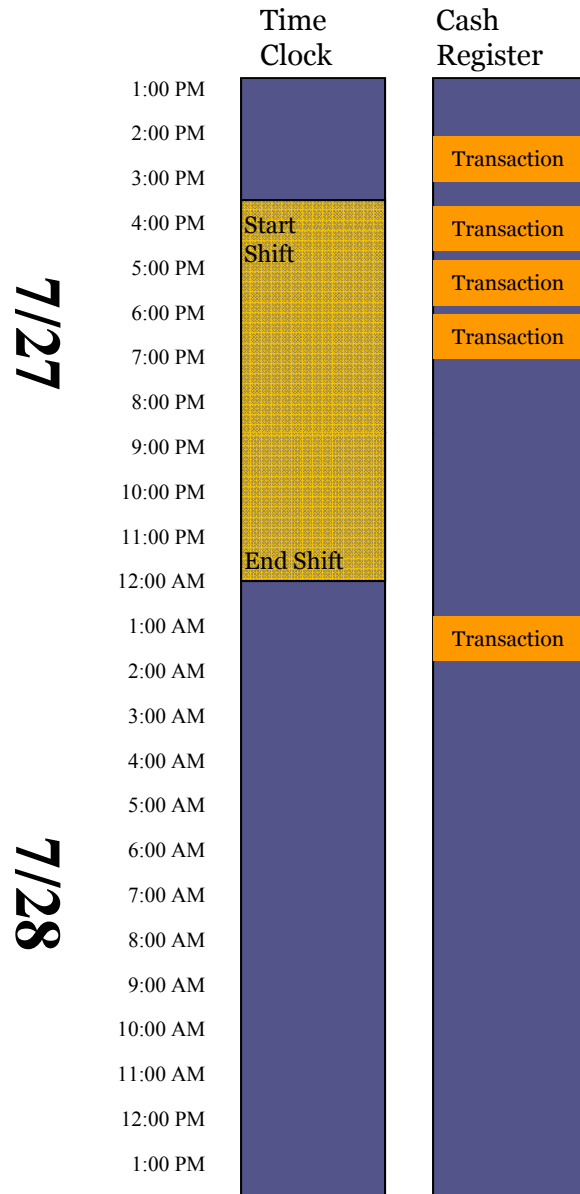 Time
Clock
Cash
Register
1:00 PM
2:00 PM
Transaction
3:00 PM
4:00 PM
Start
Shift
Transaction
5:00 PM
Transaction
6:00 PM
Transaction
7:00 PM
7/27
8:00 PM
9:00 PM
10:00 PM
11:00 PM
End Shift
12:00 AM
1:00 AM
Transaction
2:00 AM
3:00 AM
4:00 AM
5:00 AM
6:00 AM
7:00 AM
7/28
8:00 AM
9:00 AM
10:00 AM
11:00 AM
12:00 PM
1:00 PM